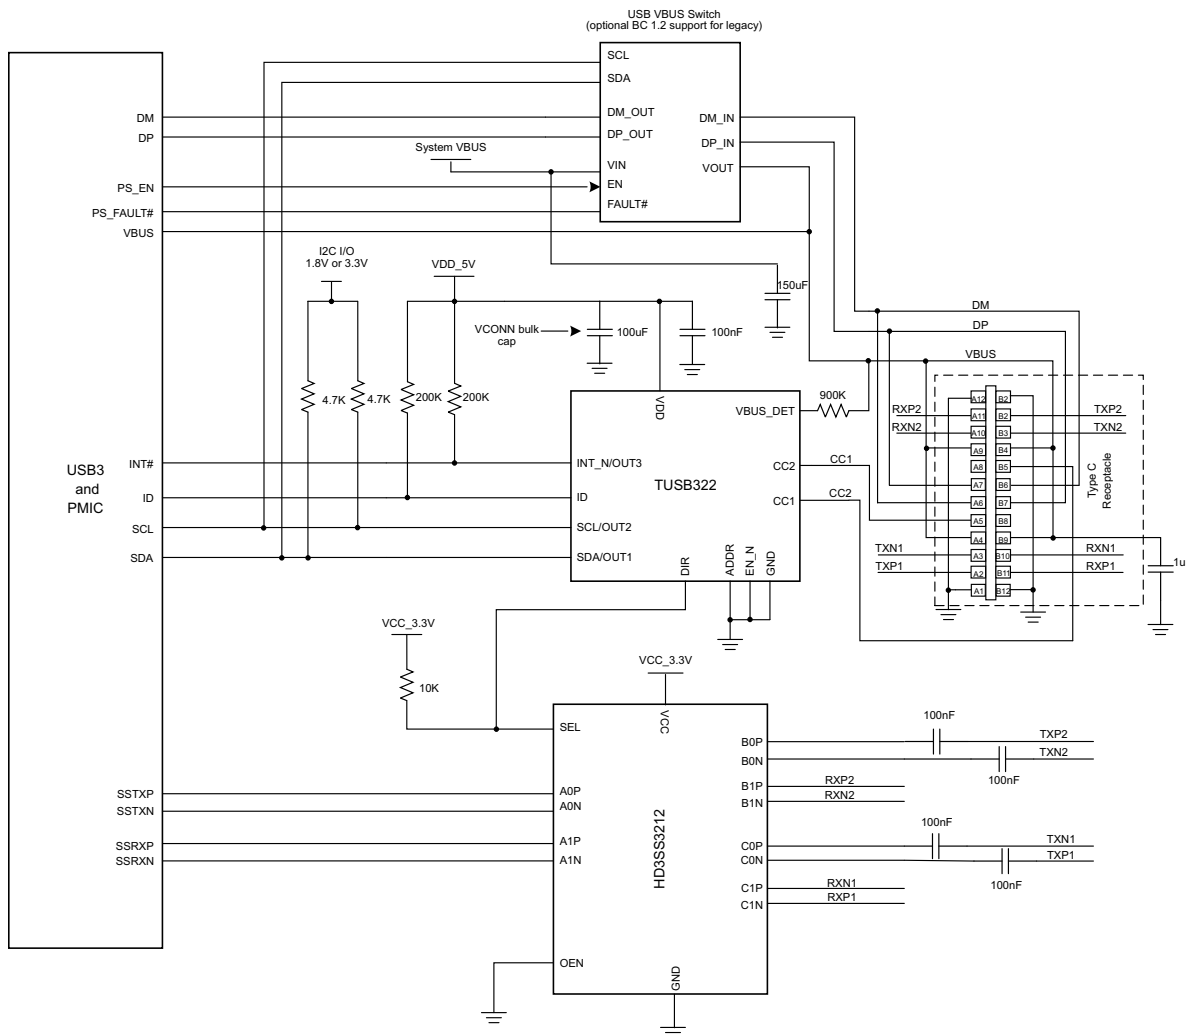 USB VBUS Switch
(optional BC 1.2 support for legacy)
SCL
SDA
DM_OUT
DP_OUT
VIN
EN
FAULT#
DM_IN
DP_IN
VOUT
System VBUS
DM
DP
PS_EN
PS_FAULT#
VBUS
I2C I/O
1.8V or 3.3V
VDD_5V
150uF
VCONN bulk
cap
100uF
100nF
4.7K
4.7K
200K
200K
900K
DM
DP
VBUS
USB3
and
PMIC
INT#
ID
SCL
SDA
VDD
VBUS_DET
INT_N/OUT3
ID
SCL/OUT2
SDA/OUT1
TUSB322
CC2
CC1
CC1
CC2
DIR
ADDR
EN_N
GND
RXP2
RXN2
TXN1
TXP1
A12
A11
A10
A9
A8
A7
A6
A5
A4
A3
A2
A1
B2
B2
B3
B4
B5
B6
B7
B8
B9
B10
B11
B12
TXP2
TXN2
RXN1
RXP1
Type C
Receptacle
1u
VCC_3.3V
10K
VCC_3.3V
SEL
VCC
A0P
A0N
A1P
A1N
OEN
GND
HD3SS3212
B0P
B0N
B1P
B1N
C0P
C0N
C1P
C1N
SSTXP
SSTXN
SSRXP
SSRXN
100nF
TXP2
TXN2
100nF
RXP2
RXN2
100nF
TXN1
TXP1
100nF
RXN1
RXP1